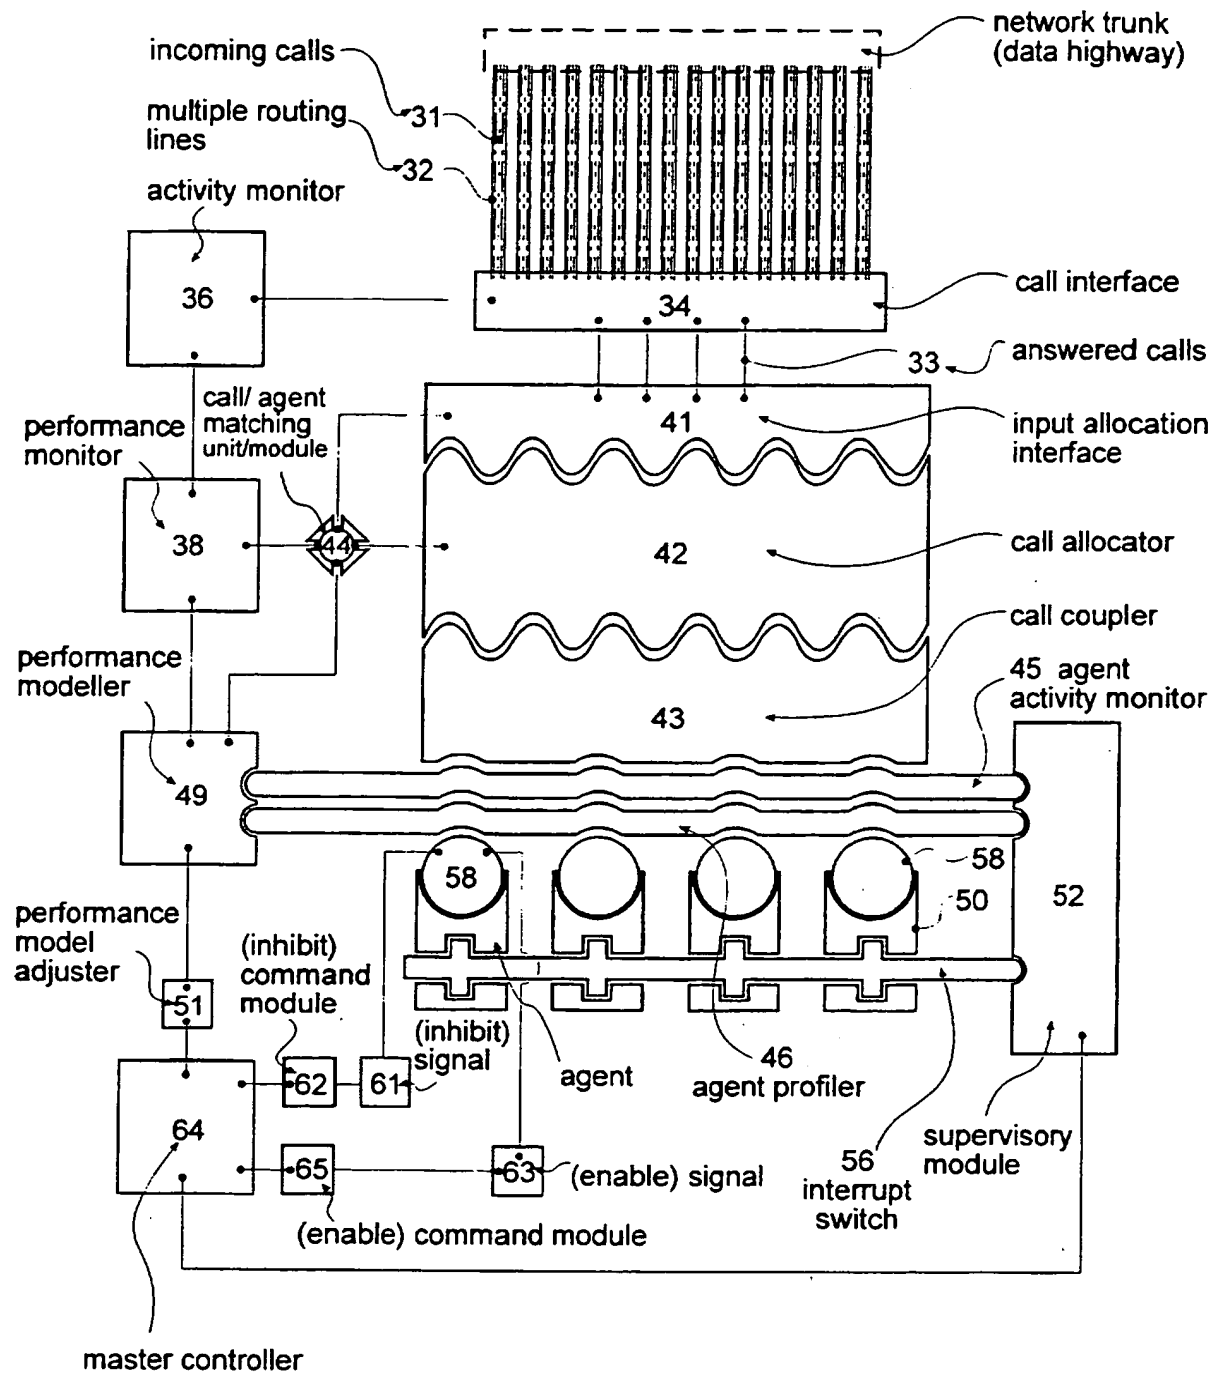 network trunk
(data highway)
incoming calls
31
multiple routing
lines
32
activity monitor
36
34
call interface
33
answered calls
call/ agent
matching
unit/module
41
input allocation
interface
performance
monitor
38
44
42
call allocator
call coupler
performance
modeller
43
45 agent
activity monitor
49
58
58
50
52
performance
model
adjuster
(inhibit)
command
module
51
(inhibit)
signal
62
61
agent
46
agent profiler
64
supervisory
module
65
63
(enable) signal
56
interrupt
switch
(enable) command module
master controller